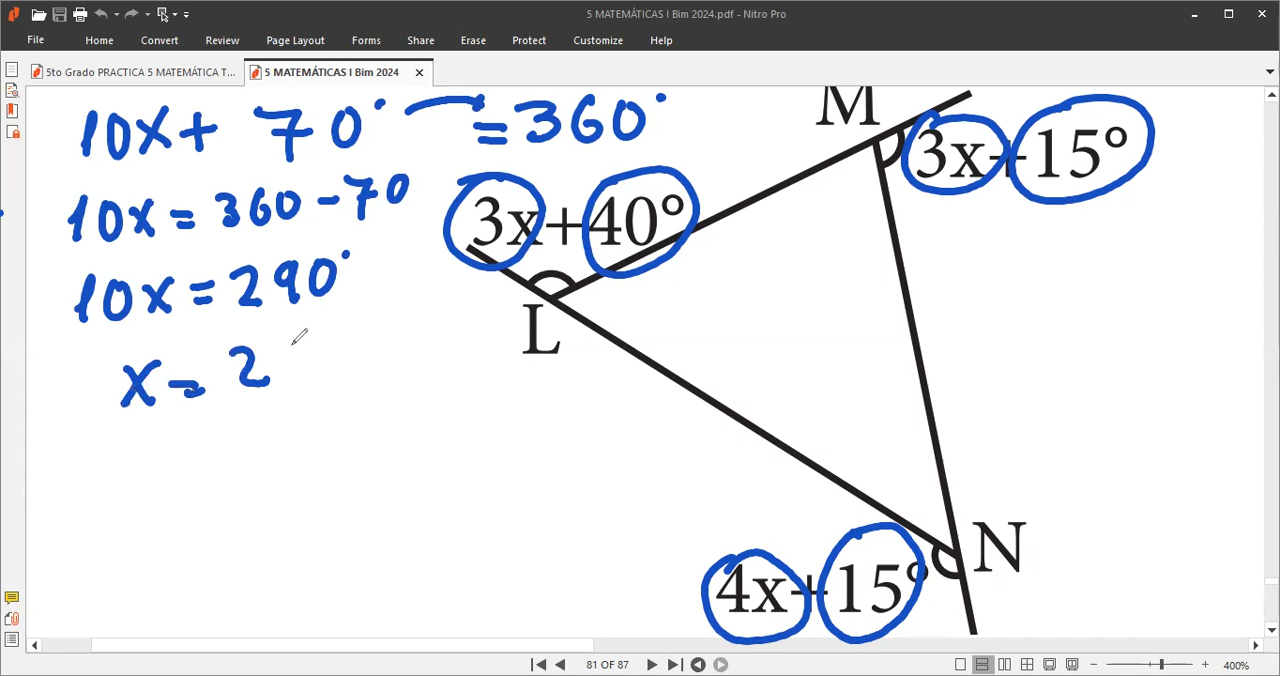 5 MATEMÁTICAS I Bim 2024.pdf - Nitro Pro
File Home Convert Review Page Layout Forms Share Erase Protect Customize Help
5to Grado PRACTICA 5 MATEMÁTICA T... 5 MATEMÁTICAS I Bim 2024
10x + 70° = 360°
10x = 360 - 70
10x = 290°
x = 2
M
3x+15°
3x+40°
L
N
4x+15°
81 OF 87
400%